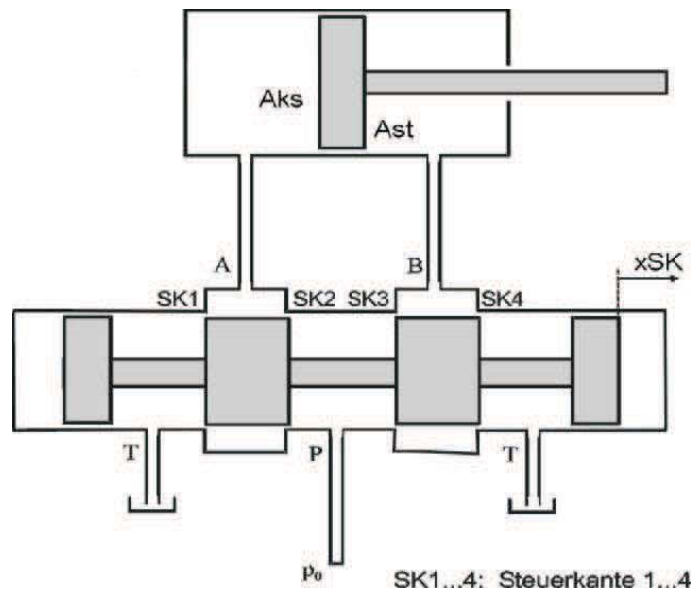 Aks
Ast
A B xSK
SK1 SK2 SK3 SK4
T P T
p₀ SK1...4: Steuerkante 1...4